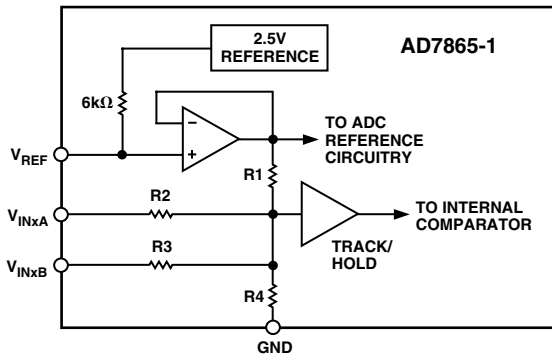 2.5V
REFERENCE
AD7865-1
6kΩ
−
+
TO ADC
REFERENCE
CIRCUITRY
VREF
R1
R2
VINxA
TO INTERNAL
COMPARATOR
TRACK/
HOLD
R3
VINxB
R4
GND